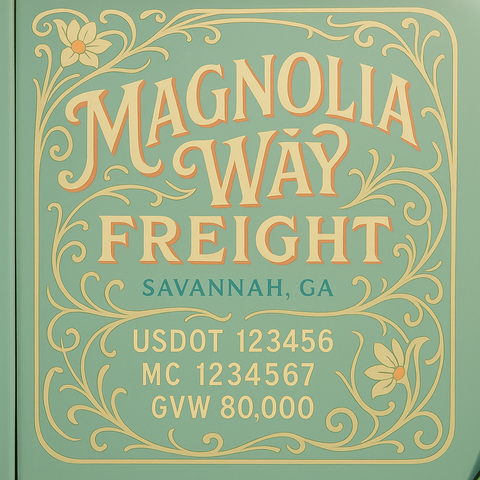 MAGNOLIA
WAY
FREIGHT
SAVANNAH, GA
USDOT 123456
MC 1234567
GVW 80,000